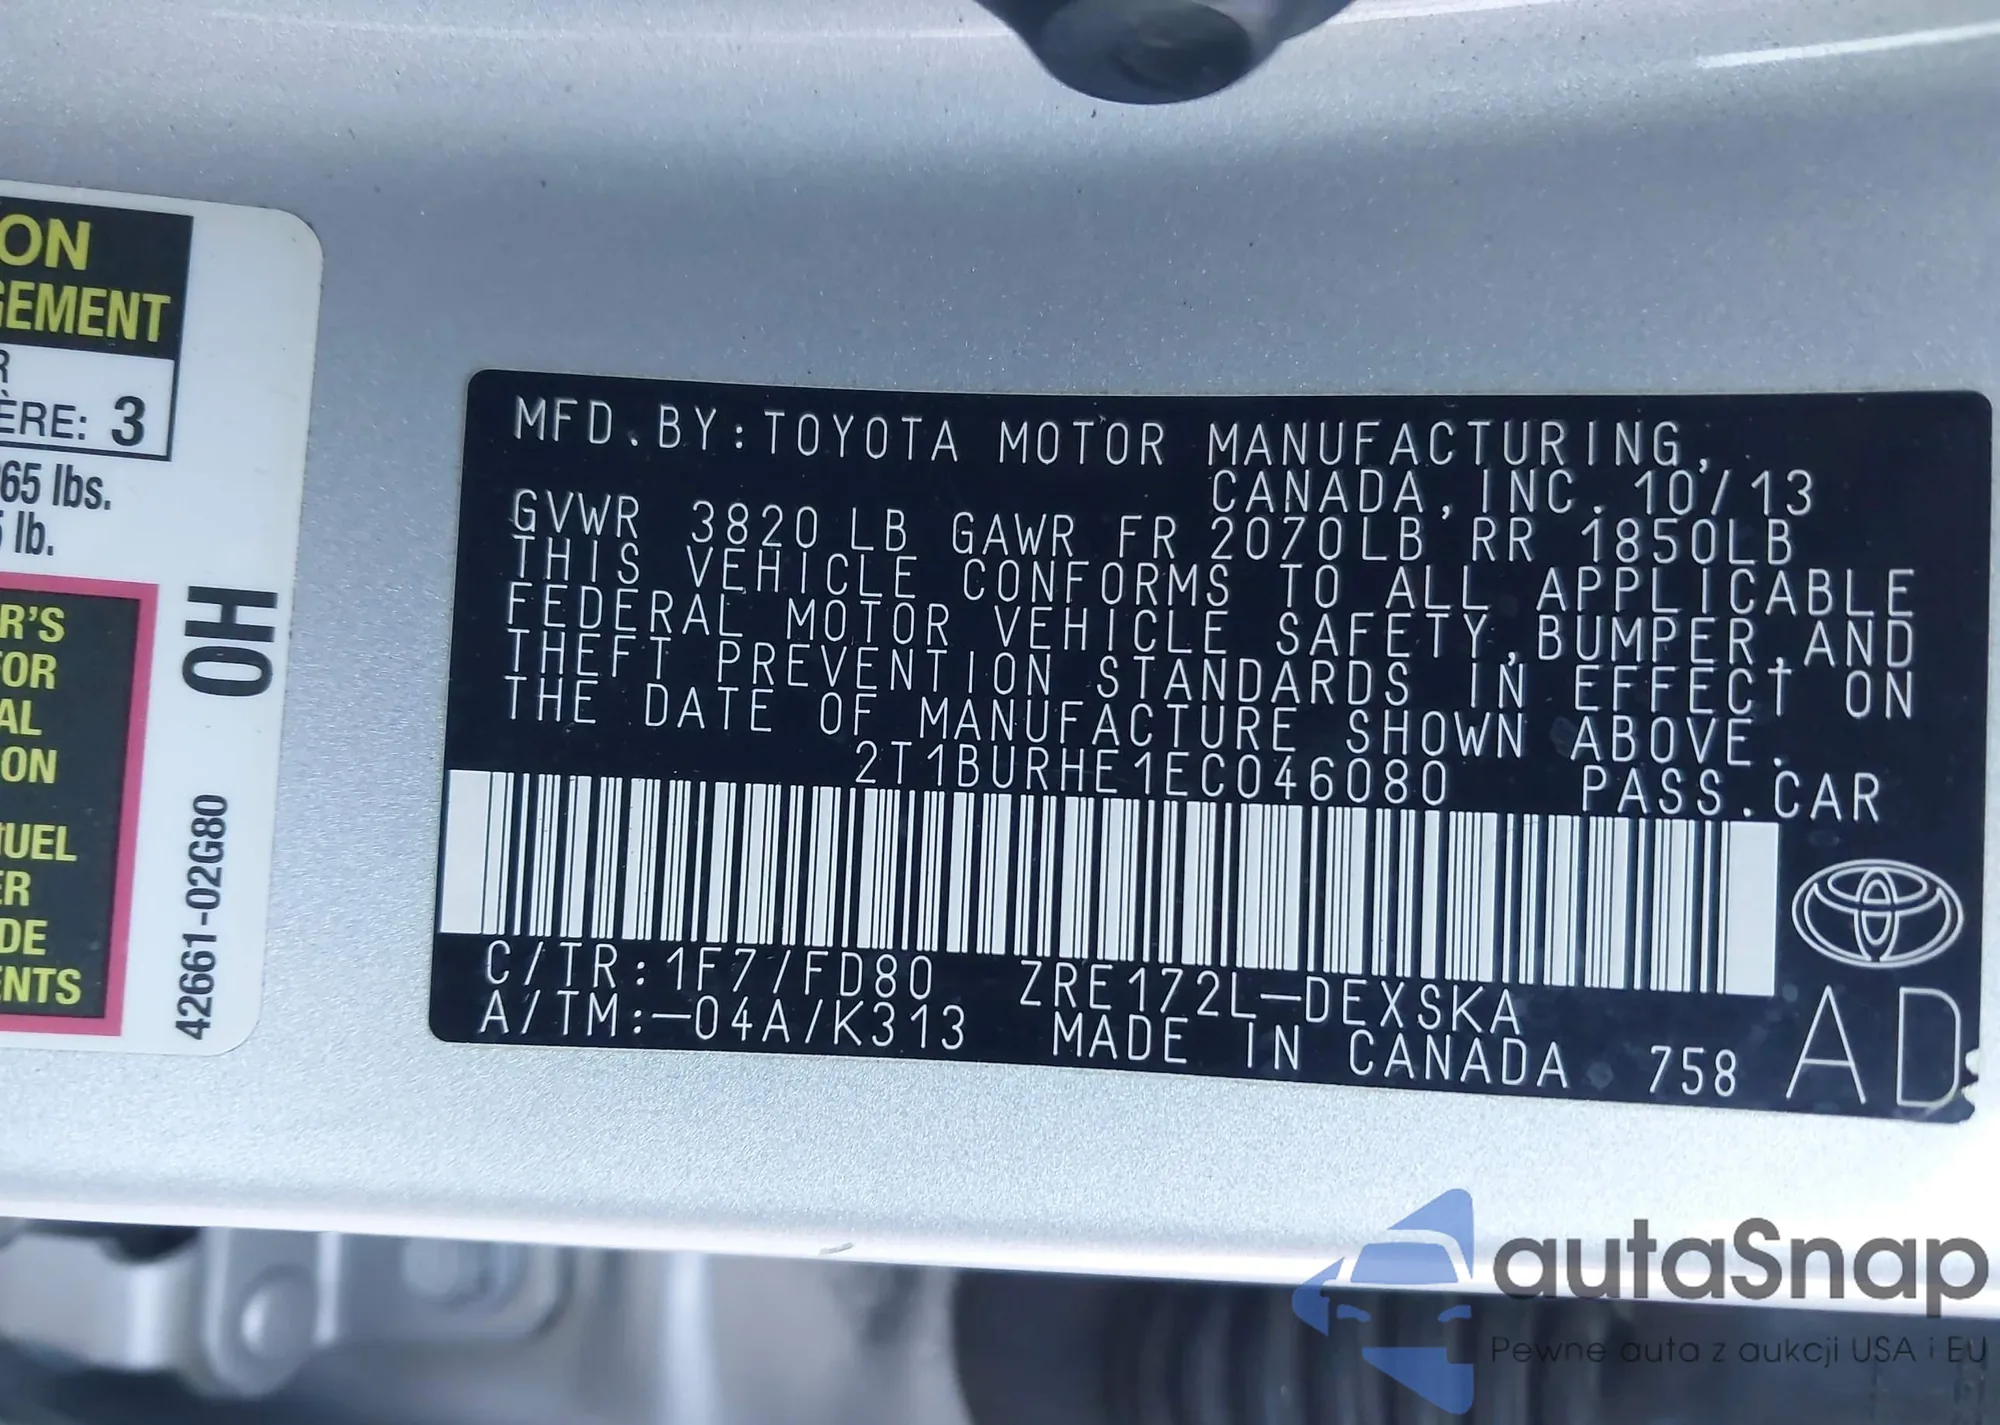 ON
GEMENT
R
ÈRE: 3
65 lbs.
lb.
R'S
FOR
AL
ON
UEL
ER
DE
ENTS
OH
42661-02G80
MFD.BY:TOYOTA MOTOR MANUFACTURING,
CANADA,INC. 10/13
GVWR 3820 LB GAWR FR 2070LB RR 1850LB
THIS VEHICLE CONFORMS TO ALL APPLICABLE
FEDERAL MOTOR VEHICLE SAFETY,BUMPER,AND
THEFT PREVENTION STANDARDS IN EFFECT ON
THE DATE OF MANUFACTURE SHOWN ABOVE.
2T1BURHE1EC046080 PASS.CAR
C/TR:1F7/FD80 ZRE172L-DEXSKA
A/TM:-04A/K313 MADE IN CANADA 758 AD
autaSnap
Pewne auta z aukcji USA i EU